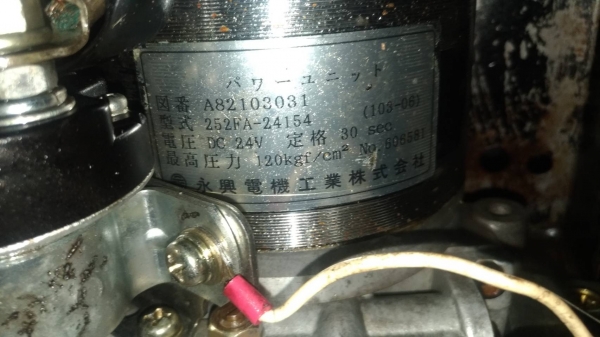 パワーユニット
図番 A82103031
型式 252FA-24154 (103-06)
電圧 DC 24V 定格 30 sec
最高圧力 120kgf/cm² No.
永興電機工業株式会社